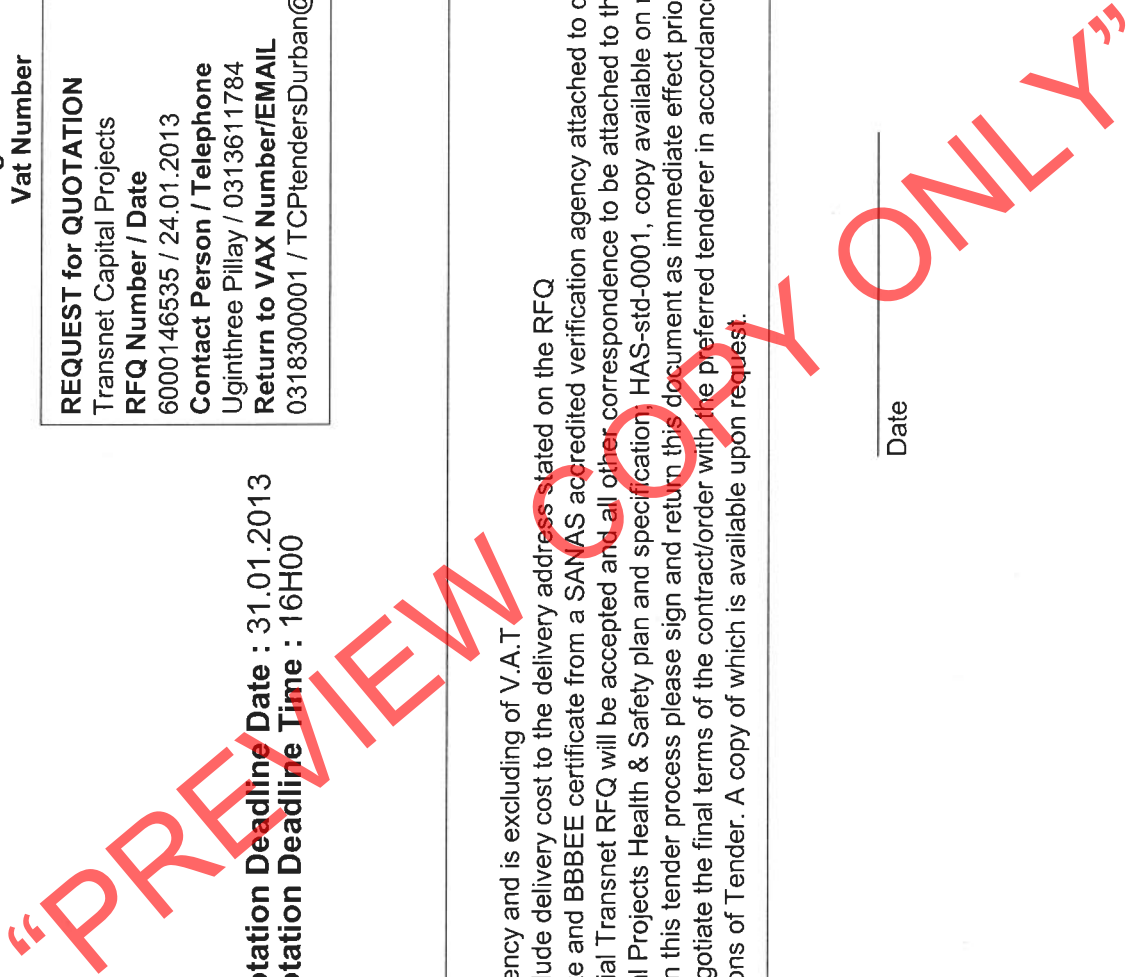 Vat Number
REQUEST for QUOTATION
Transnet Capital Projects
RFQ Number / Date
6000146535 / 24.01.2013
Contact Person / Telephone
Uginthree Pillay / 0313611784
Return to VAX Number/EMAIL
0318300001 / TCPtendersDurban@
otation Deadline Date : 31.01.2013
otation Deadline Time : 16H00
ency and is excluding of V.A.T
lude delivery cost to the delivery address stated on the RFQ
e and BBBEE certificate from a SANAS accredited verification agency attached to
ial Transnet RFQ will be accepted and all other correspondence to be attached to th
al Projects Health & Safety plan and specification; HAS-std-0001, copy available on
n this tender process please sign and return this document as immediate effect prio
gotiate the final terms of the contract/order with the preferred tenderer in accordance
ons of Tender. A copy of which is available upon request.
Date
“PREVIEW COPY ONLY”